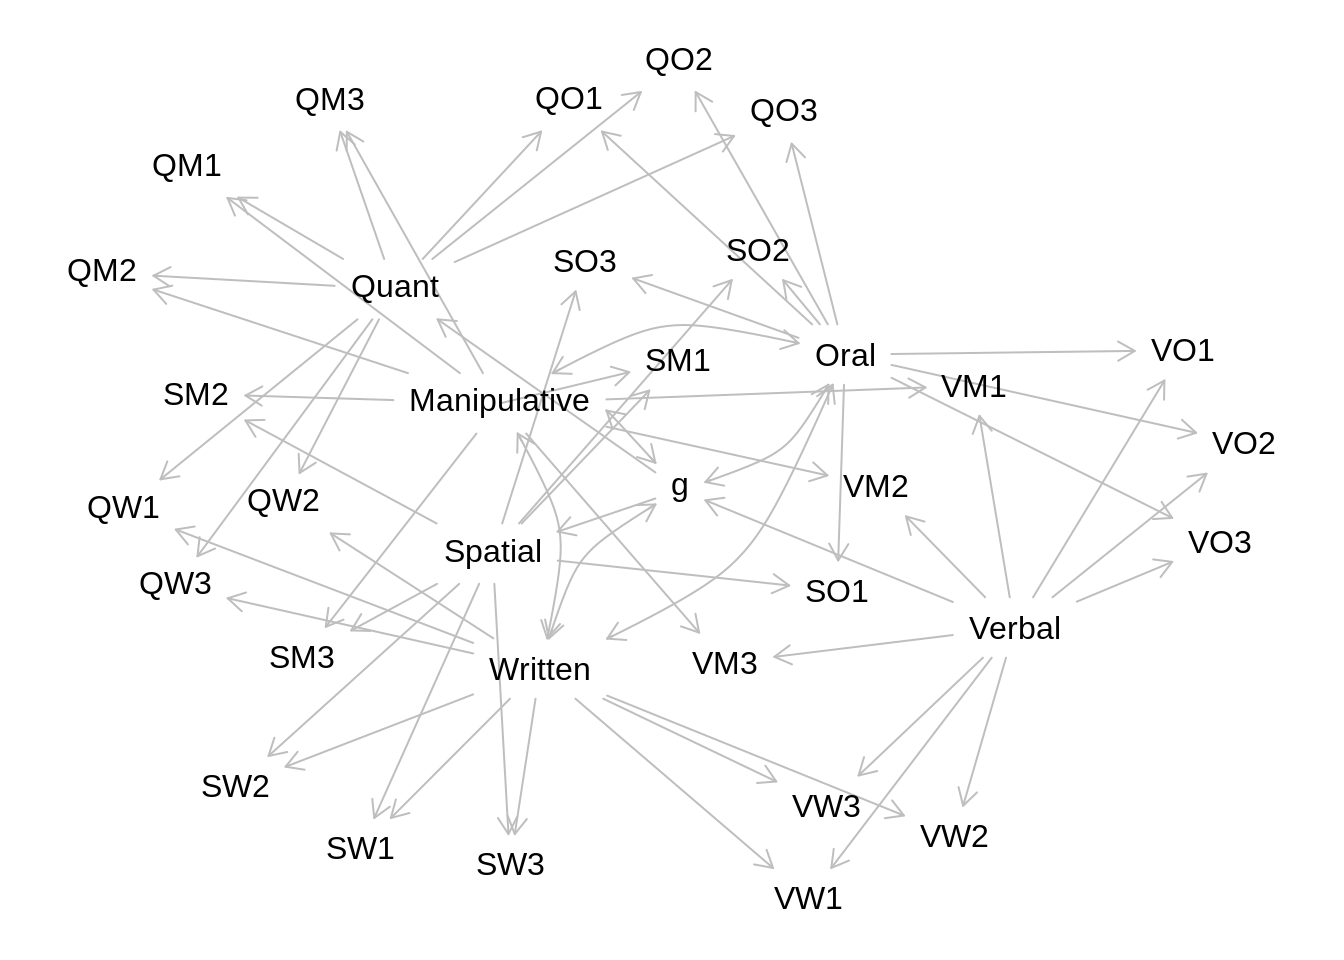 QO2
QM3
QO1
QO3
QM1
SO2
SO3
QM2
Quant
VO1
Oral
SM1
VM1
SM2
Manipulative
VO2
g
VM2
QW2
QW1
VO3
Spatial
QW3
SO1
Verbal
SM3
VM3
Written
SW2
VW3
VW2
SW1
SW3
VW1